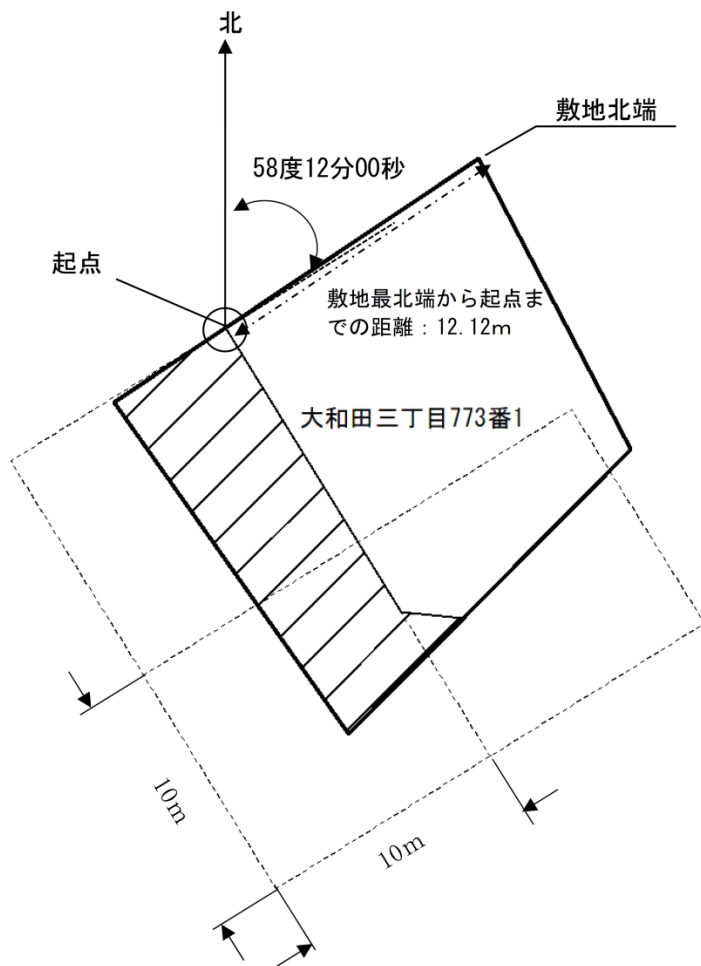 北
敷地北端
58度12分00秒
起点
敷地最北端から起点ま
での距離：12.12m
大和田三丁目773番1
10m
10m